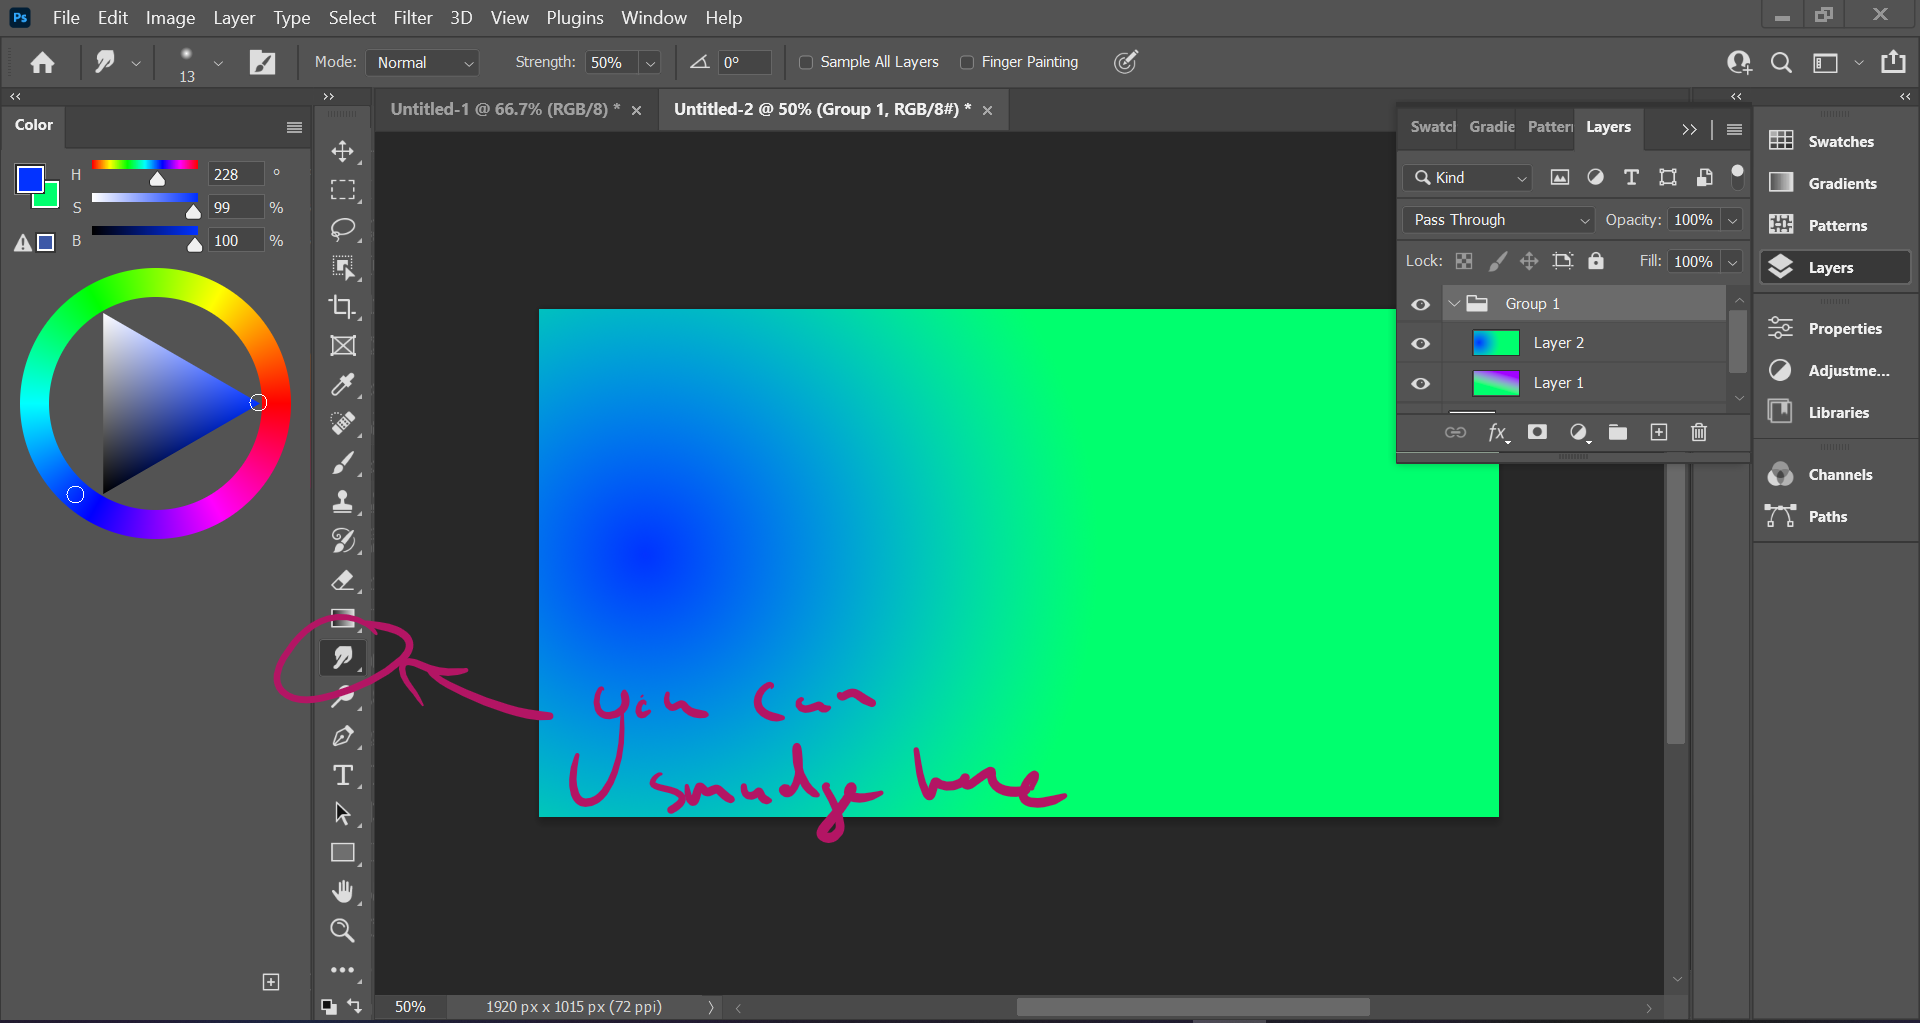 Ps File Edit Image Layer Type Select Filter 3D View Plugins Window Help
13 Mode: Normal Strength: 50% 0° Sample All Layers Finger Painting
Color
H 228 °
S 99 %
B 100 %
Untitled-1 @ 66.7% (RGB/8) * Untitled-2 @ 50% (Group 1, RGB/8#) *
Swatch Gradie Patter Layers
Kind
Pass Through Opacity: 100%
Lock: Fill: 100%
Group 1
Layer 2
Layer 1
fx
Swatches
Gradients
Patterns
Layers
Properties
Adjustme...
Libraries
Channels
Paths
T
you can
smudge here
50% 1920 px x 1015 px (72 ppi)